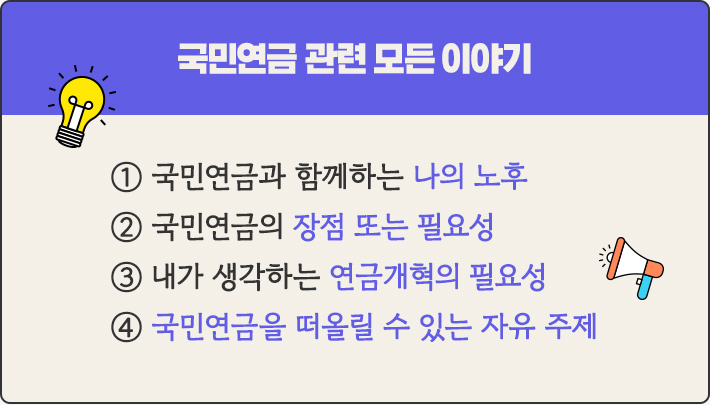 국민연금 관련 모든 이야기
① 국민연금과 함께하는 나의 노후
② 국민연금의 장점 또는 필요성
③ 내가 생각하는 연금개혁의 필요성
④ 국민연금을 떠올릴 수 있는 자유 주제